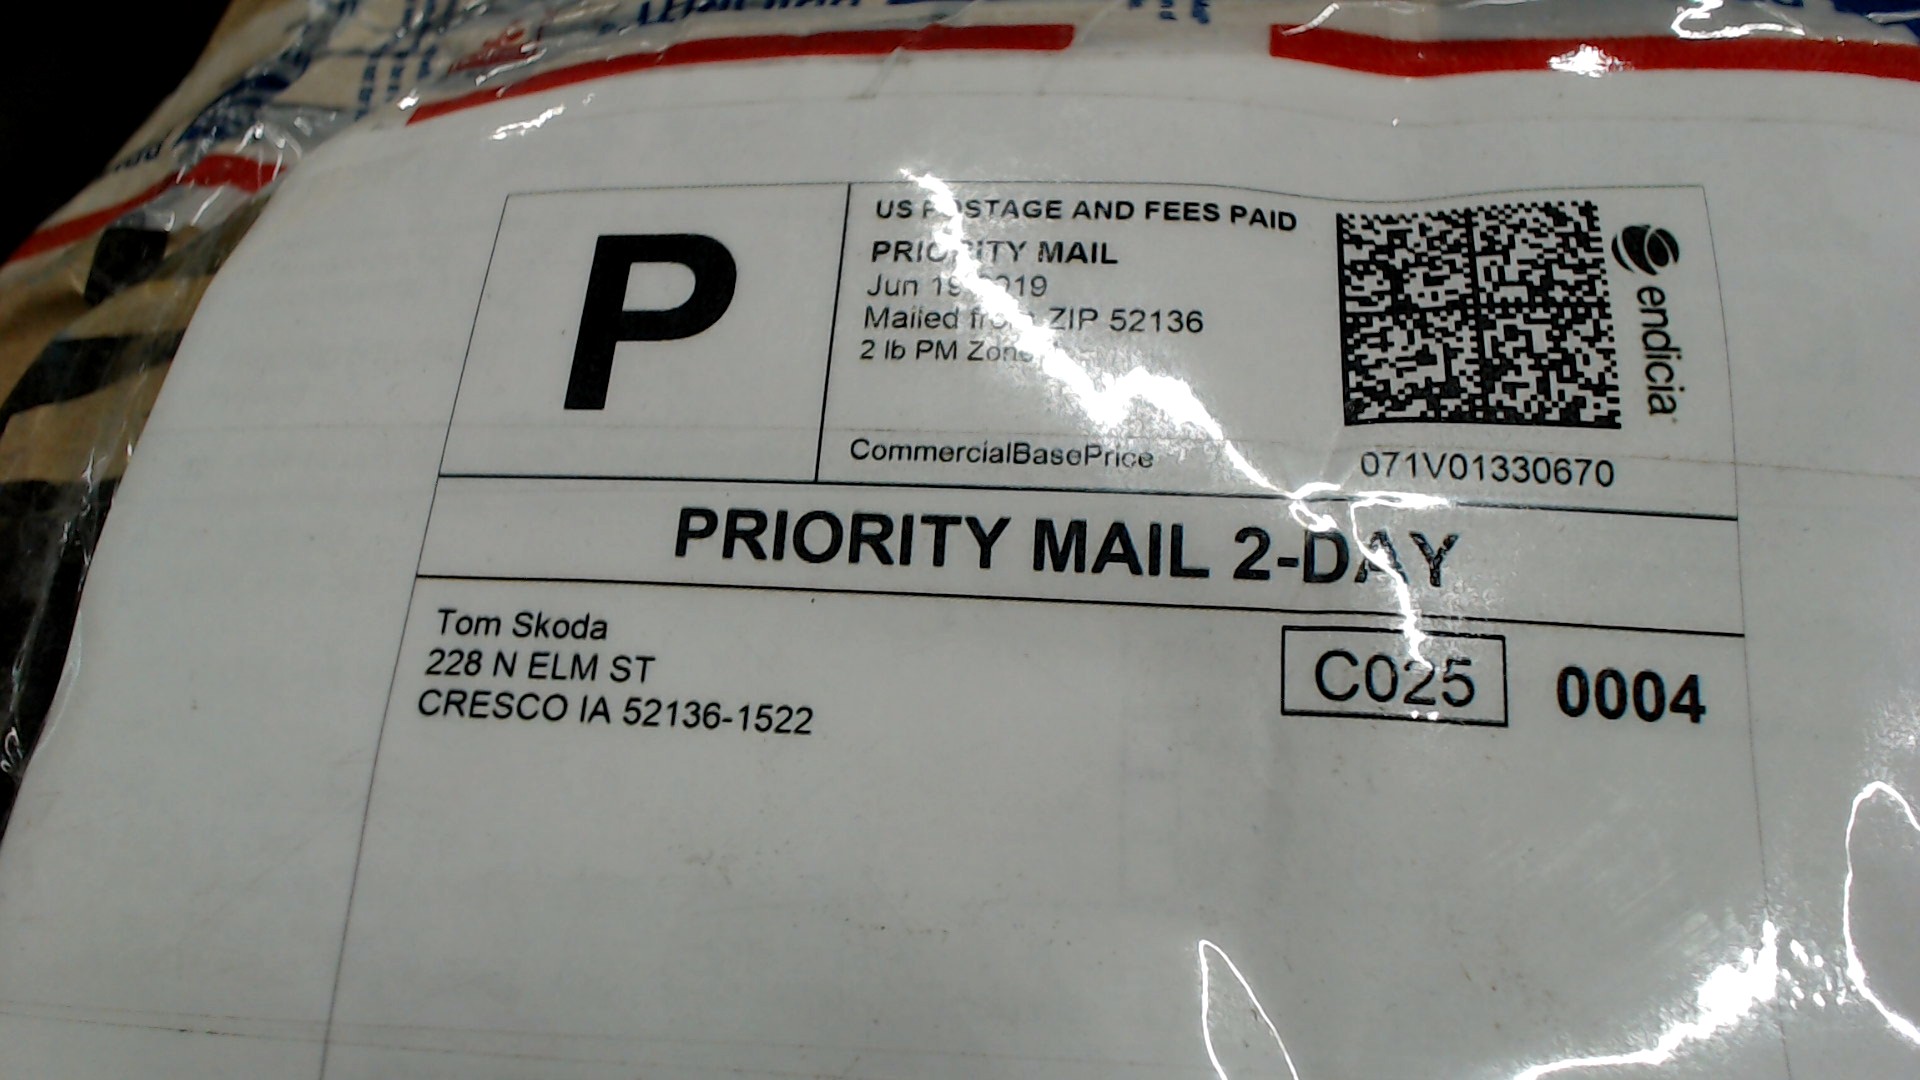 P
US POSTAGE AND FEES PAID
PRIORITY MAIL
Jun 19 2019
Mailed from ZIP 52136
2 lb PM Zone
CommercialBasePrice
endicia
071V01330670
PRIORITY MAIL 2-DAY
Tom Skoda
228 N ELM ST
CRESCO IA 52136-1522
C025
0004